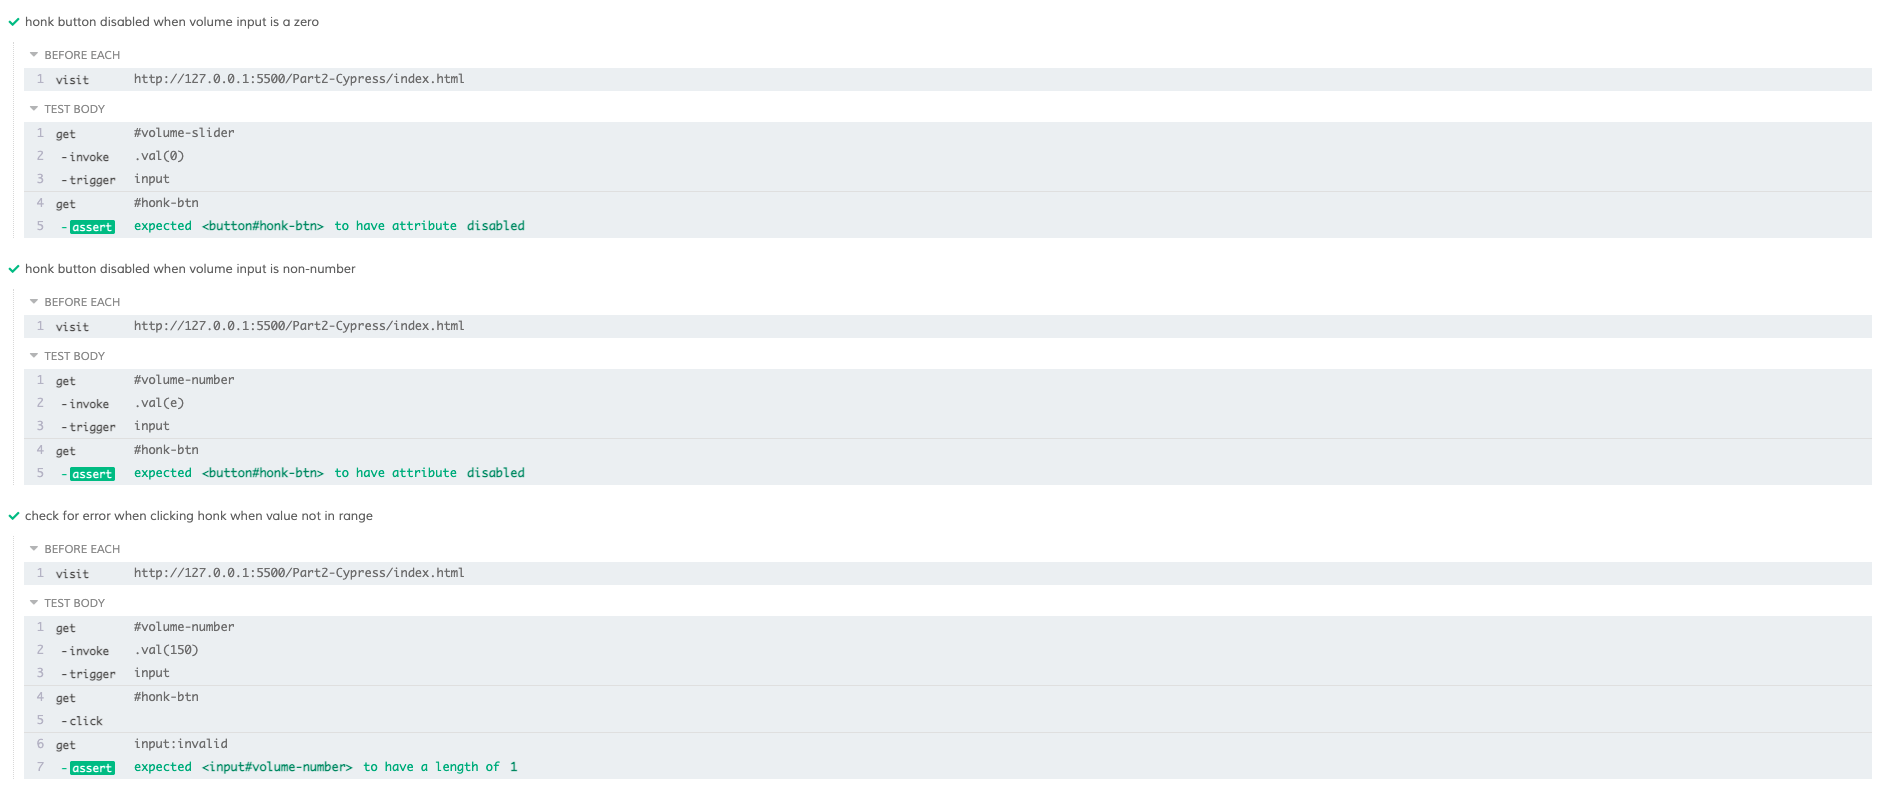 honk button disabled when volume input is a zero
BEFORE EACH
1 visit http://127.0.0.1:5500/Part2-Cypress/index.html
TEST BODY
1 get #volume-slider
2 -invoke .val(0)
3 -trigger input
4 get #honk-btn
5 -assert expected <button#honk-btn> to have attribute disabled
honk button disabled when volume input is non-number
BEFORE EACH
1 visit http://127.0.0.1:5500/Part2-Cypress/index.html
TEST BODY
1 get #volume-number
2 -invoke .val(e)
3 -trigger input
4 get #honk-btn
5 -assert expected <button#honk-btn> to have attribute disabled
check for error when clicking honk when value not in range
BEFORE EACH
1 visit http://127.0.0.1:5500/Part2-Cypress/index.html
TEST BODY
1 get #volume-number
2 -invoke .val(150)
3 -trigger input
4 get #honk-btn
5 -click
6 get input:invalid
7 -assert expected <input#volume-number> to have a length of 1